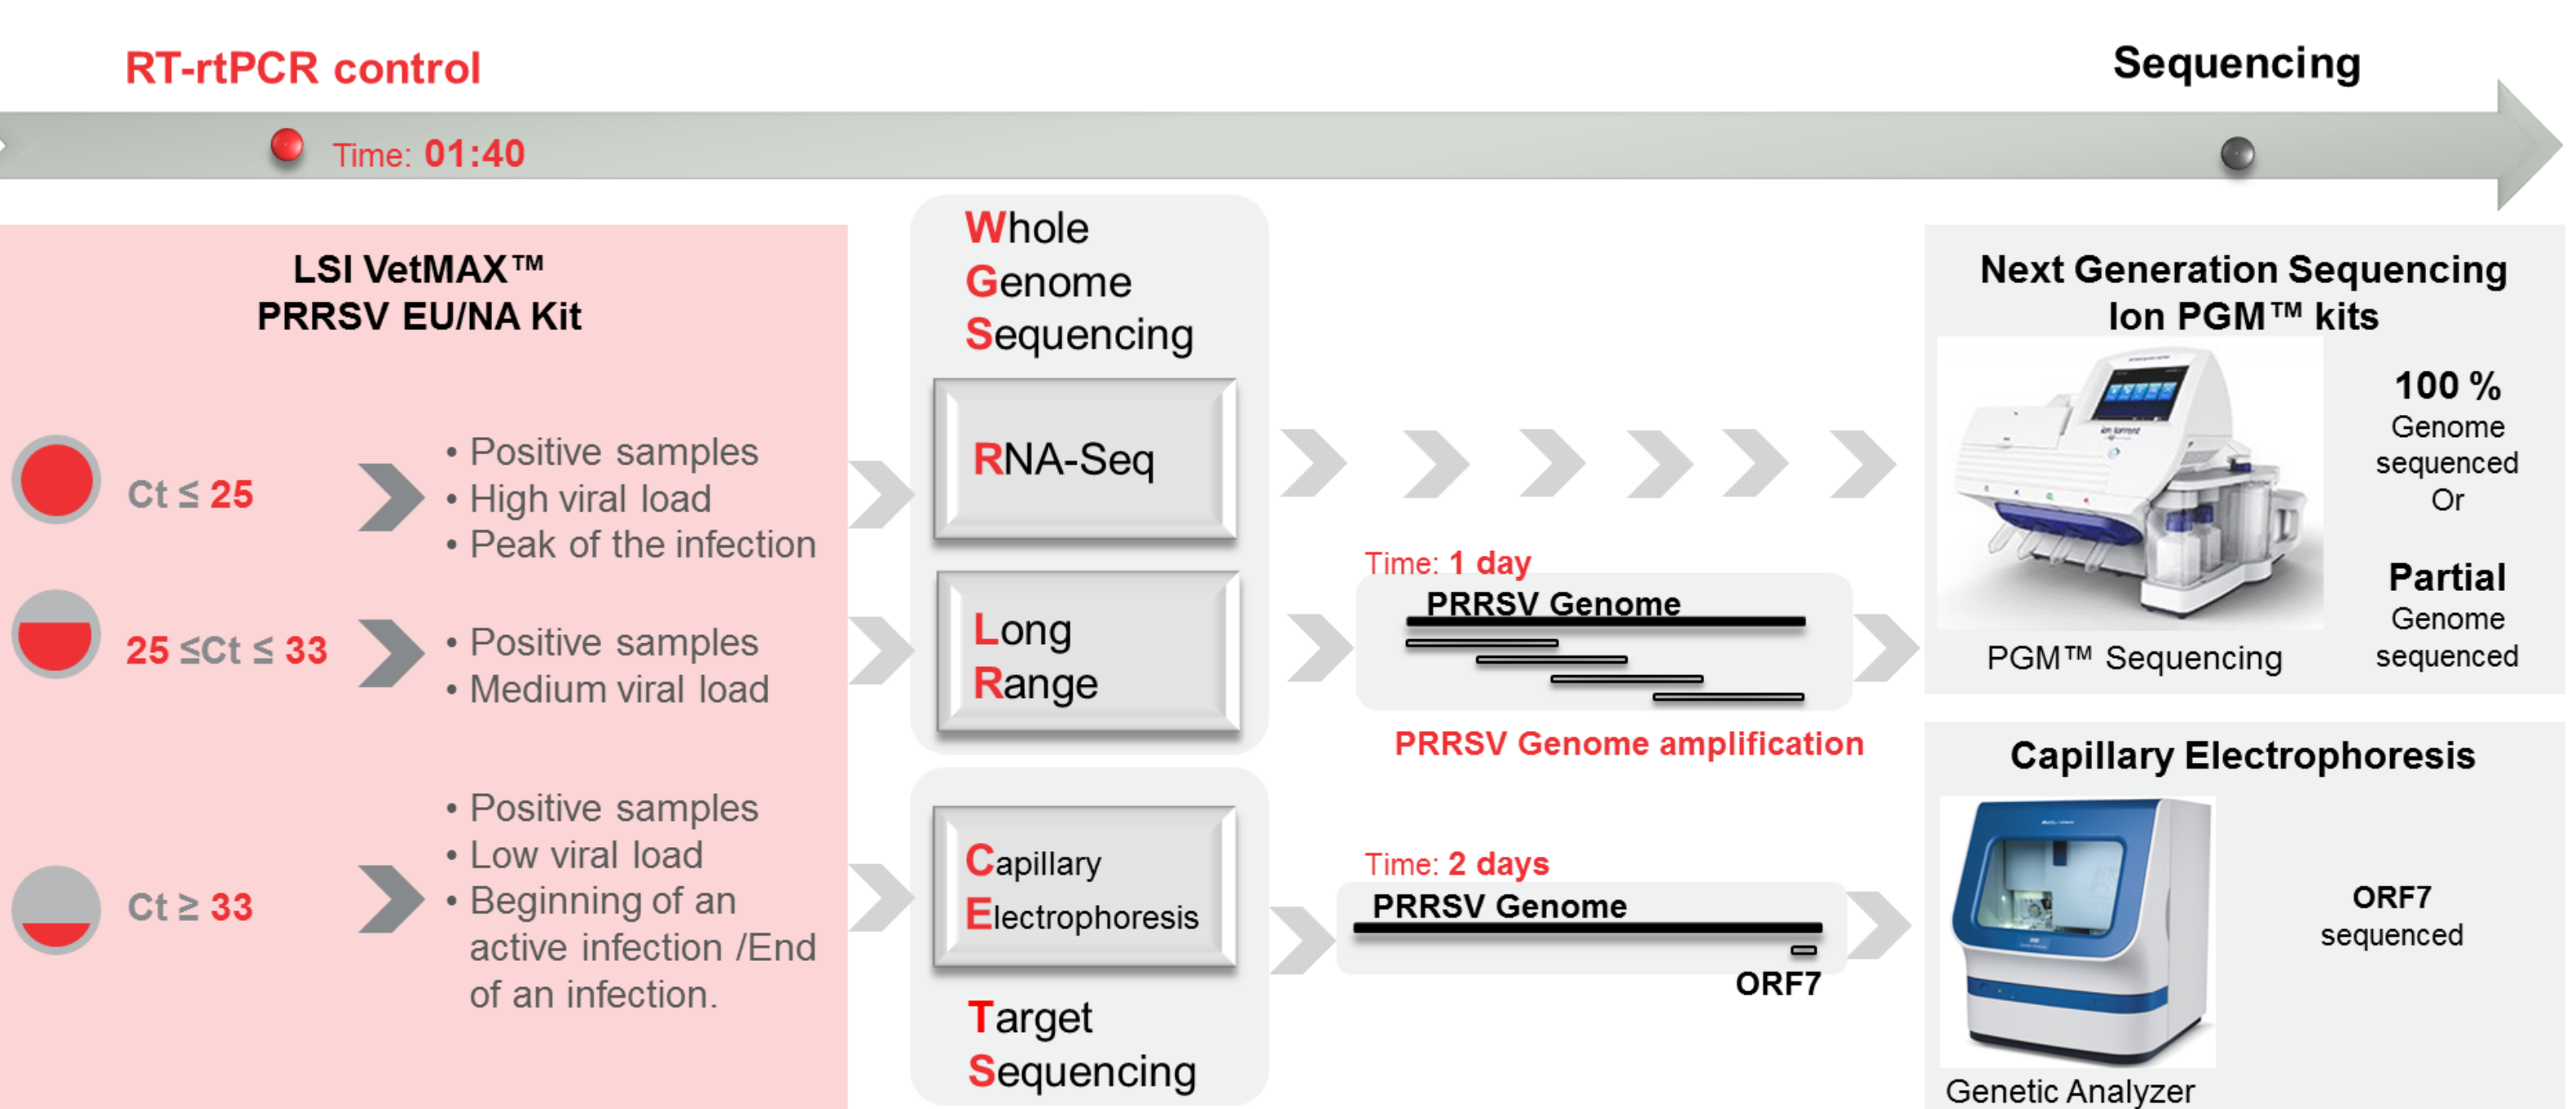 RT-rtPCR control
Sequencing
Time: 01:40
LSI VetMAX™
PRRSV EU/NA Kit
Ct ≤ 25
• Positive samples
• High viral load
• Peak of the infection
25 ≤Ct ≤ 33
• Positive samples
• Medium viral load
Ct ≥ 33
• Positive samples
• Low viral load
• Beginning of an
active infection /End
of an infection.
Whole
Genome
Sequencing
RNA-Seq
Long
Range
Capillary
Electrophoresis
Target
Sequencing
Time: 1 day
PRRSV Genome
PRRSV Genome amplification
Time: 2 days
PRRSV Genome
ORF7
Next Generation Sequencing
Ion PGM™ kits
ion torrent
PGM™ Sequencing
100 %
Genome
sequenced
Or
Partial
Genome
sequenced
Capillary Electrophoresis
ORF7
sequenced
Genetic Analyzer